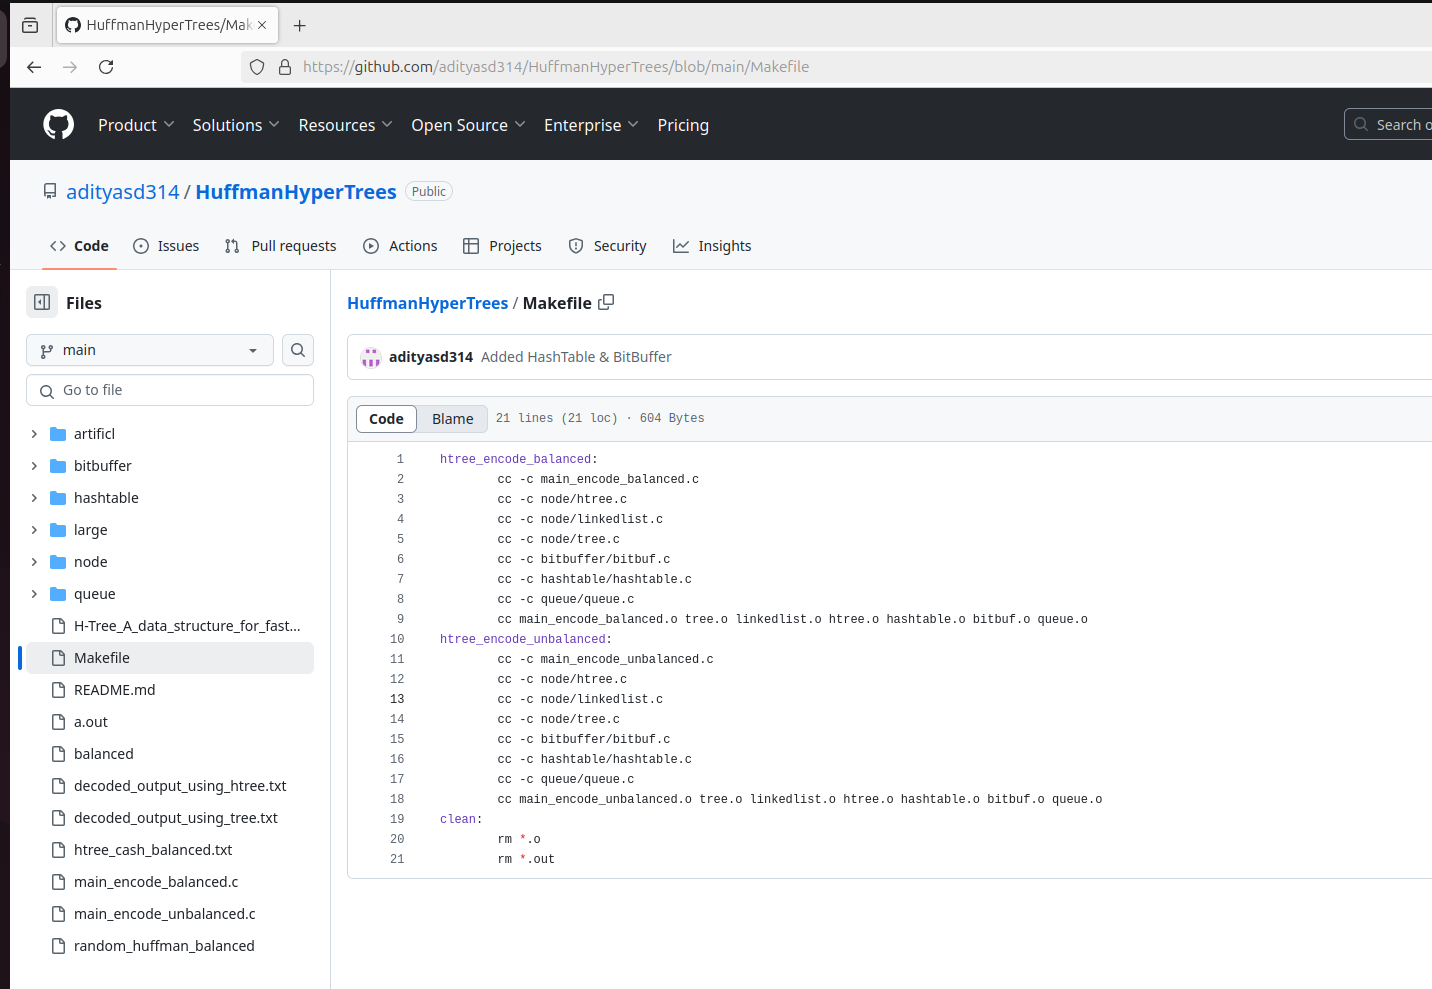 HuffmanHyperTrees/Mak
https://github.com/adityasd314/HuffmanHyperTrees/blob/main/Makefile
Product Solutions Resources Open Source Enterprise Pricing Search o
adityasd314 / HuffmanHyperTrees Public
Code Issues Pull requests Actions Projects Security Insights
Files
main
Go to file
artificl
bitbuffer
hashtable
large
node
queue
H-Tree_A_data_structure_for_fast...
Makefile
README.md
a.out
balanced
decoded_output_using_htree.txt
decoded_output_using_tree.txt
htree_cash_balanced.txt
main_encode_balanced.c
main_encode_unbalanced.c
random_huffman_balanced
HuffmanHyperTrees / Makefile
adityasd314 Added HashTable & BitBuffer
Code Blame 21 lines (21 loc) · 604 Bytes
1 htree_encode_balanced:
2 cc -c main_encode_balanced.c
3 cc -c node/htree.c
4 cc -c node/linkedlist.c
5 cc -c node/tree.c
6 cc -c bitbuffer/bitbuf.c
7 cc -c hashtable/hashtable.c
8 cc -c queue/queue.c
9 cc main_encode_balanced.o tree.o linkedlist.o htree.o hashtable.o bitbuf.o queue.o
10 htree_encode_unbalanced:
11 cc -c main_encode_unbalanced.c
12 cc -c node/htree.c
13 cc -c node/linkedlist.c
14 cc -c node/tree.c
15 cc -c bitbuffer/bitbuf.c
16 cc -c hashtable/hashtable.c
17 cc -c queue/queue.c
18 cc main_encode_unbalanced.o tree.o linkedlist.o htree.o hashtable.o bitbuf.o queue.o
19 clean:
20 rm *.o
21 rm *.out